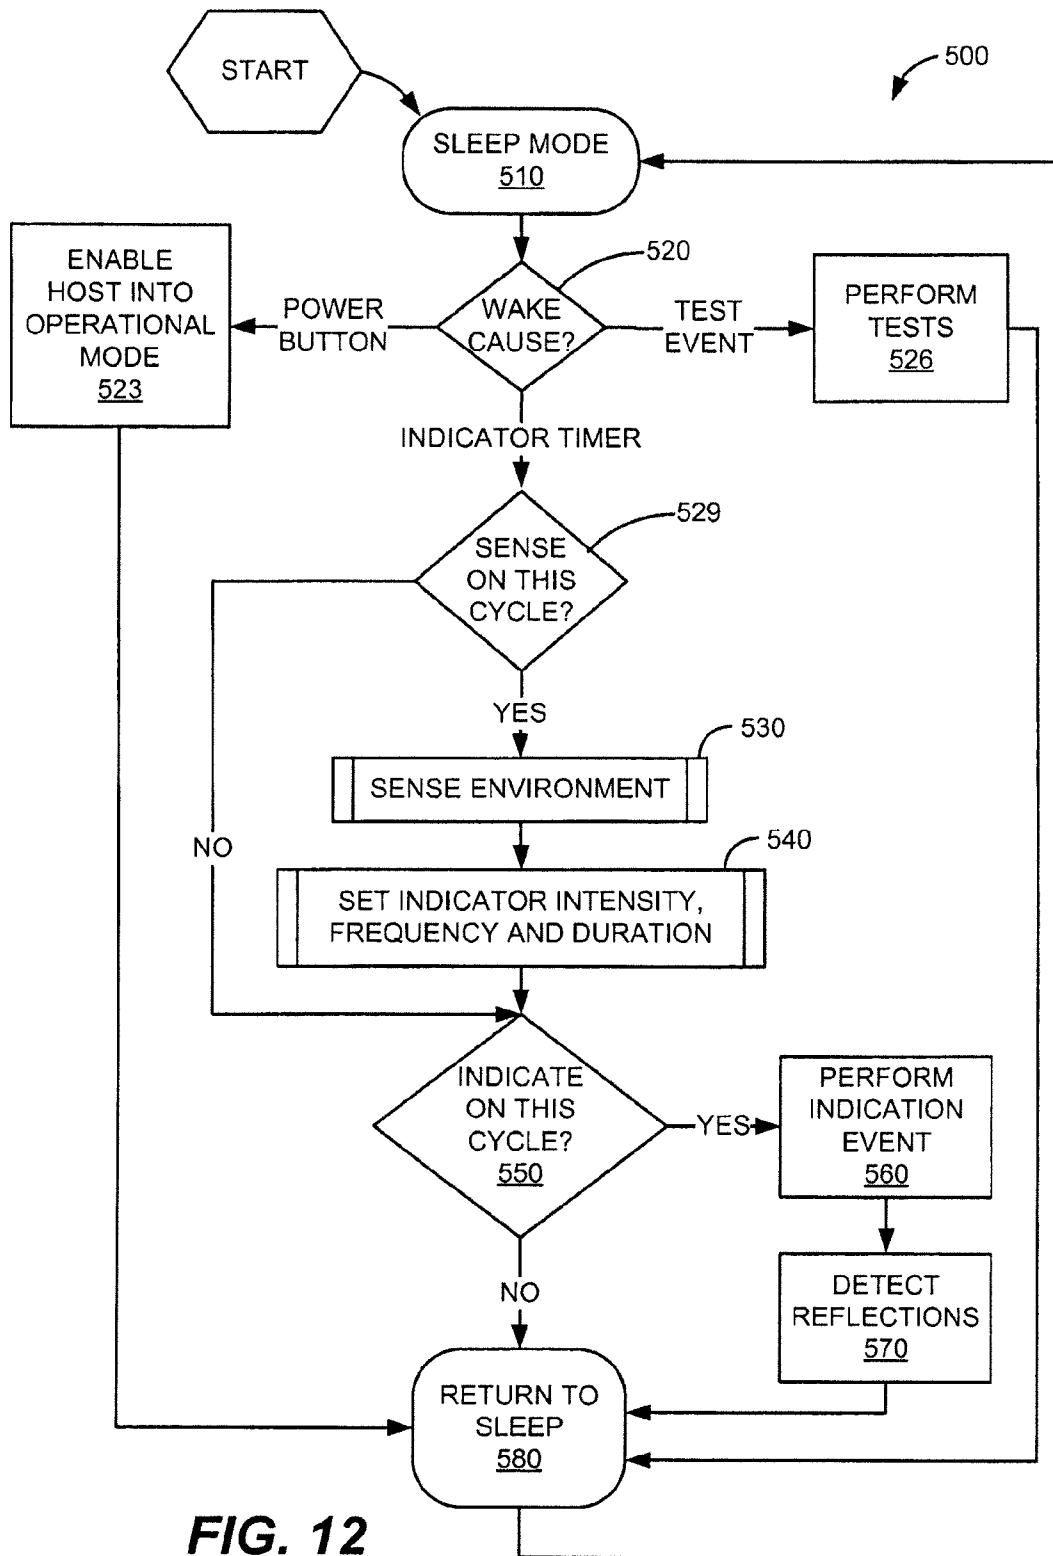 START
500
SLEEP MODE
510
520
ENABLE
HOST INTO
OPERATIONAL
MODE
523
POWER
BUTTON
WAKE
CAUSE?
TEST
EVENT
PERFORM
TESTS
526
INDICATOR TIMER
529
SENSE
ON THIS
CYCLE?
YES
530
SENSE ENVIRONMENT
NO
540
SET INDICATOR INTENSITY,
FREQUENCY AND DURATION
INDICATE
ON THIS
CYCLE?
550
YES
PERFORM
INDICATION
EVENT
560
NO
DETECT
REFLECTIONS
570
RETURN TO
SLEEP
580
FIG. 12